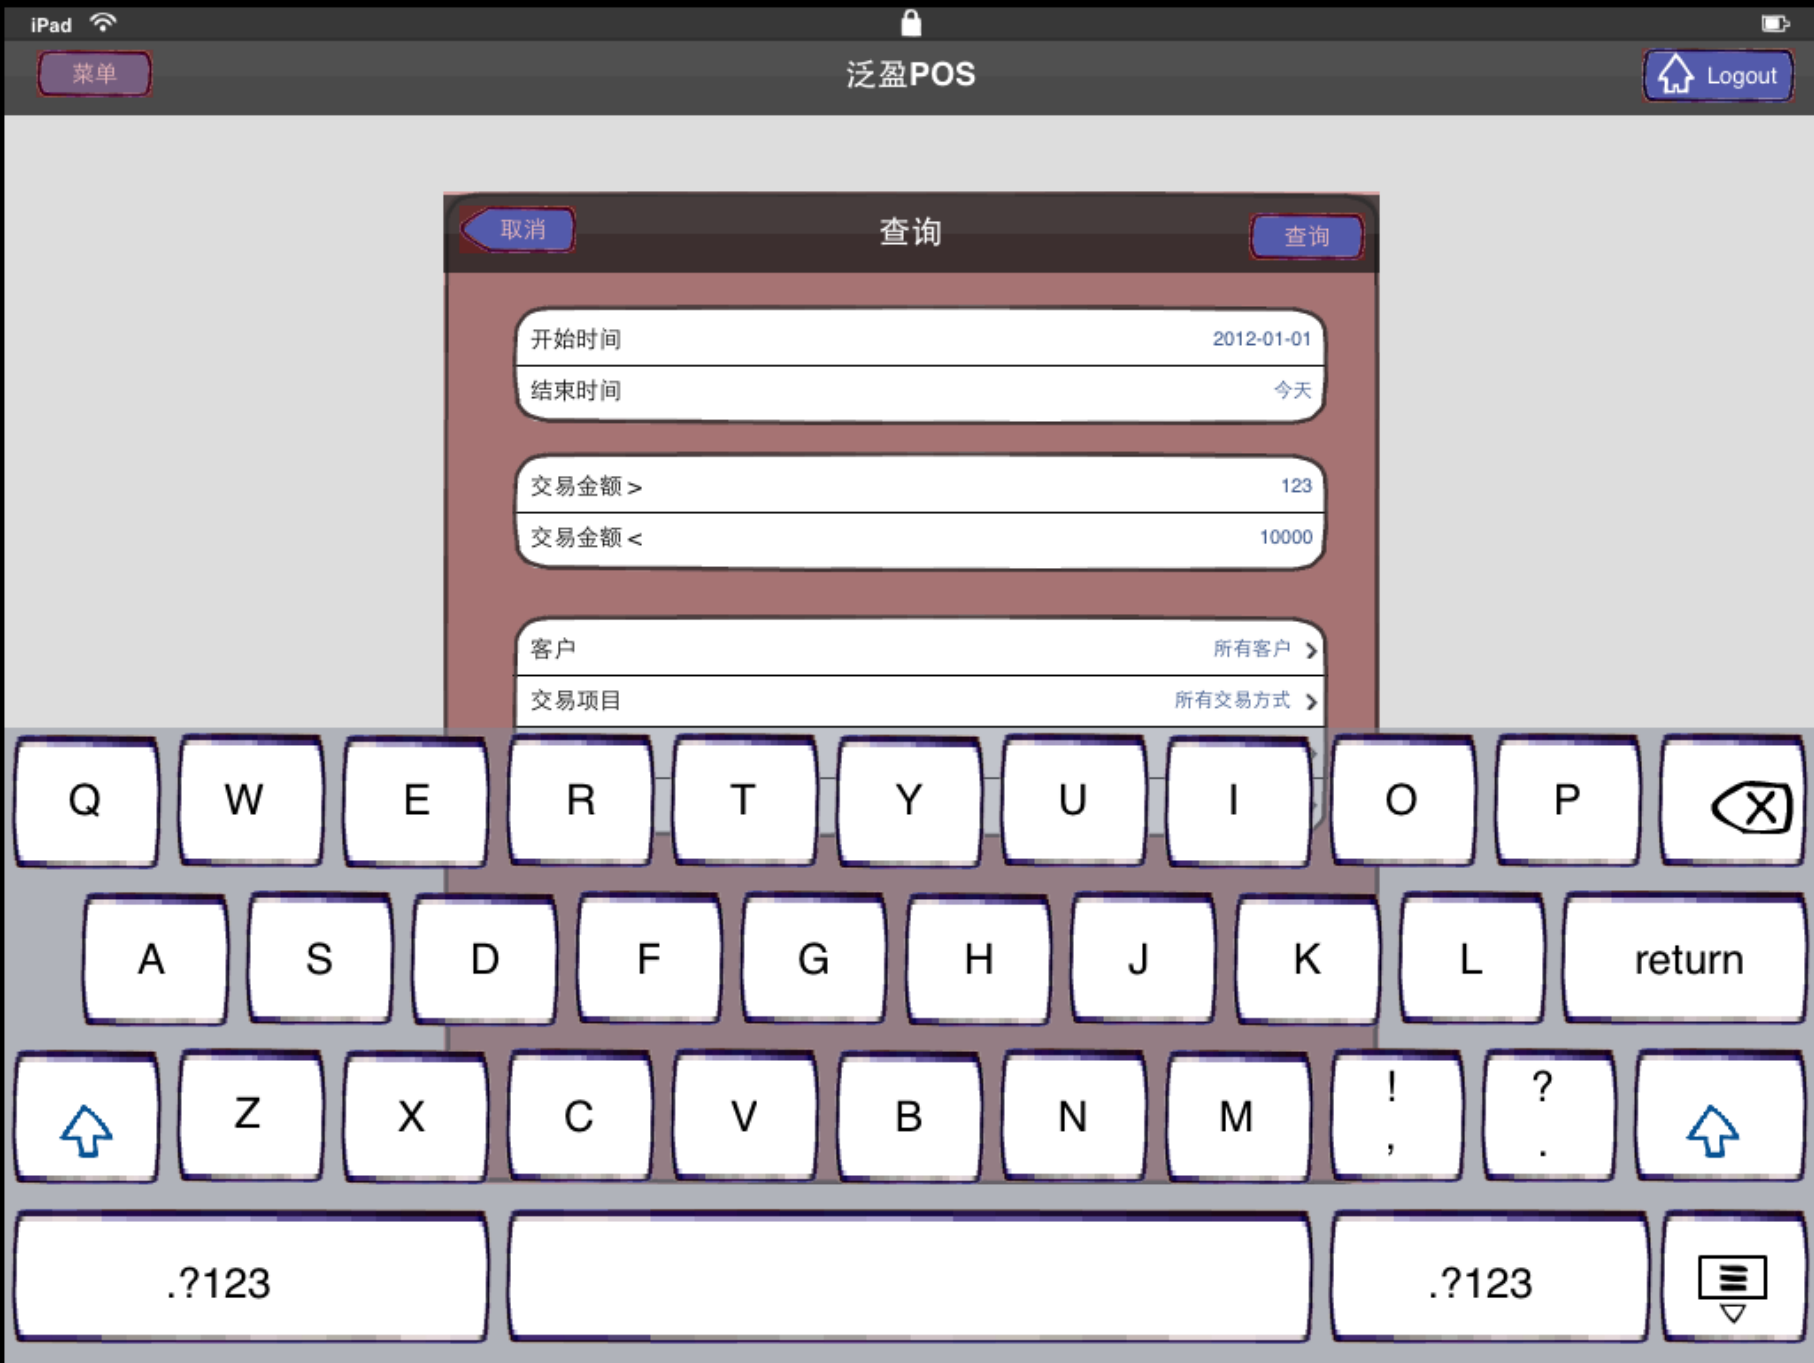 iPad
菜单
泛盈POS
Logout
取消
查询
查询
开始时间 2012-01-01
结束时间 今天
交易金额 > 123
交易金额 < 10000
客户 所有客户
交易项目 所有交易方式
Q W E R T Y U I O P
A S D F G H J K L return
Z X C V B N M ! , ? .
.?123 .?123